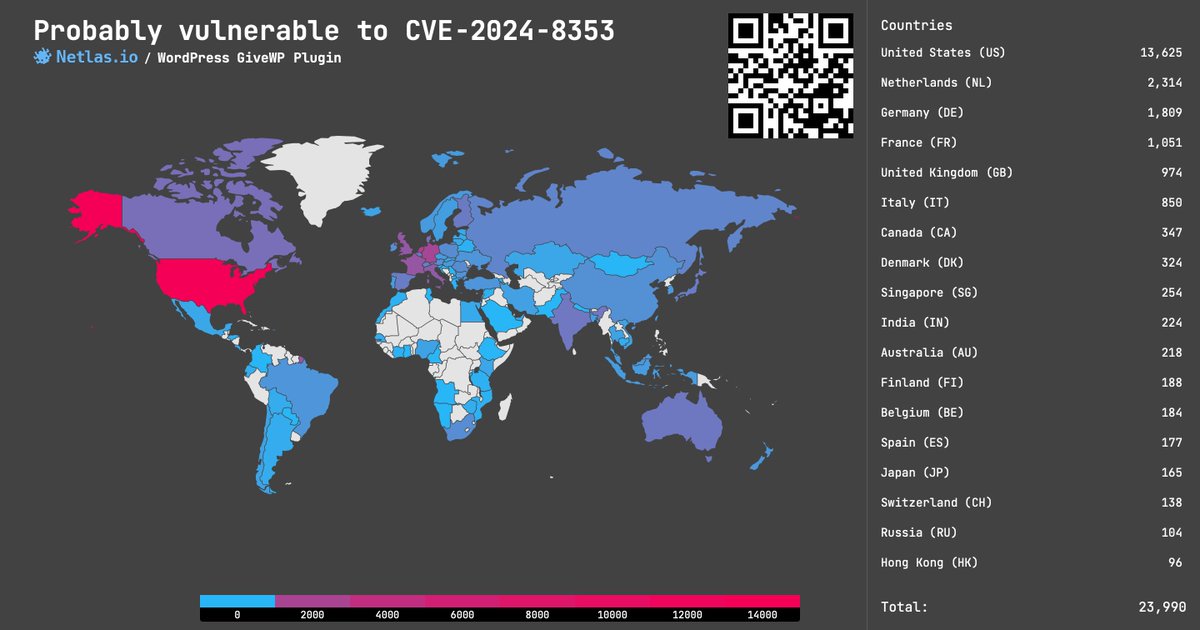 Probably vulnerable to CVE-2024-8353
Netlas.io / WordPress GiveWP Plugin
Countries
United States (US) 13,625
Netherlands (NL) 2,314
Germany (DE) 1,809
France (FR) 1,051
United Kingdom (GB) 974
Italy (IT) 850
Canada (CA) 347
Denmark (DK) 324
Singapore (SG) 254
India (IN) 224
Australia (AU) 218
Finland (FI) 188
Belgium (BE) 184
Spain (ES) 177
Japan (JP) 165
Switzerland (CH) 138
Russia (RU) 104
Hong Kong (HK) 96
Total: 23,990
0 2000 4000 6000 8000 10000 12000 14000